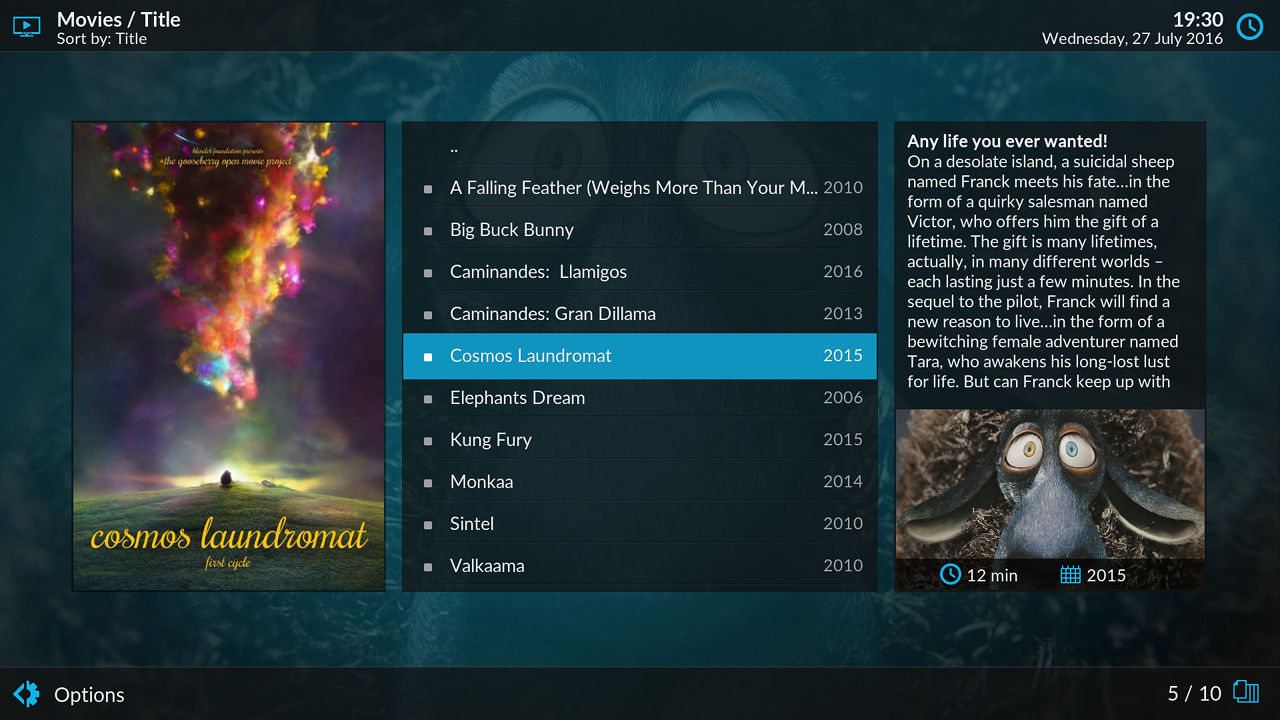 Movies / Title
Sort by: Title
19:30
Wednesday, 27 July 2016
blender foundation presents
the gooseberry open movie project
cosmos laundromat
first cycle
..
A Falling Feather (Weighs More Than Your M... 2010
Big Buck Bunny 2008
Caminandes:  Llamigos 2016
Caminandes: Gran Dillama 2013
Cosmos Laundromat 2015
Elephants Dream 2006
Kung Fury 2015
Monkaa 2014
Sintel 2010
Valkaama 2010
Any life you ever wanted!
On a desolate island, a suicidal sheep
named Franck meets his fate…in the
form of a quirky salesman named
Victor, who offers him the gift of a
lifetime. The gift is many lifetimes,
actually, in many different worlds –
each lasting just a few minutes. In the
sequel to the pilot, Franck will find a
new reason to live…in the form of a
bewitching female adventurer named
Tara, who awakens his long-lost lust
for life. But can Franck keep up with
12 min
2015
Options
5 / 10